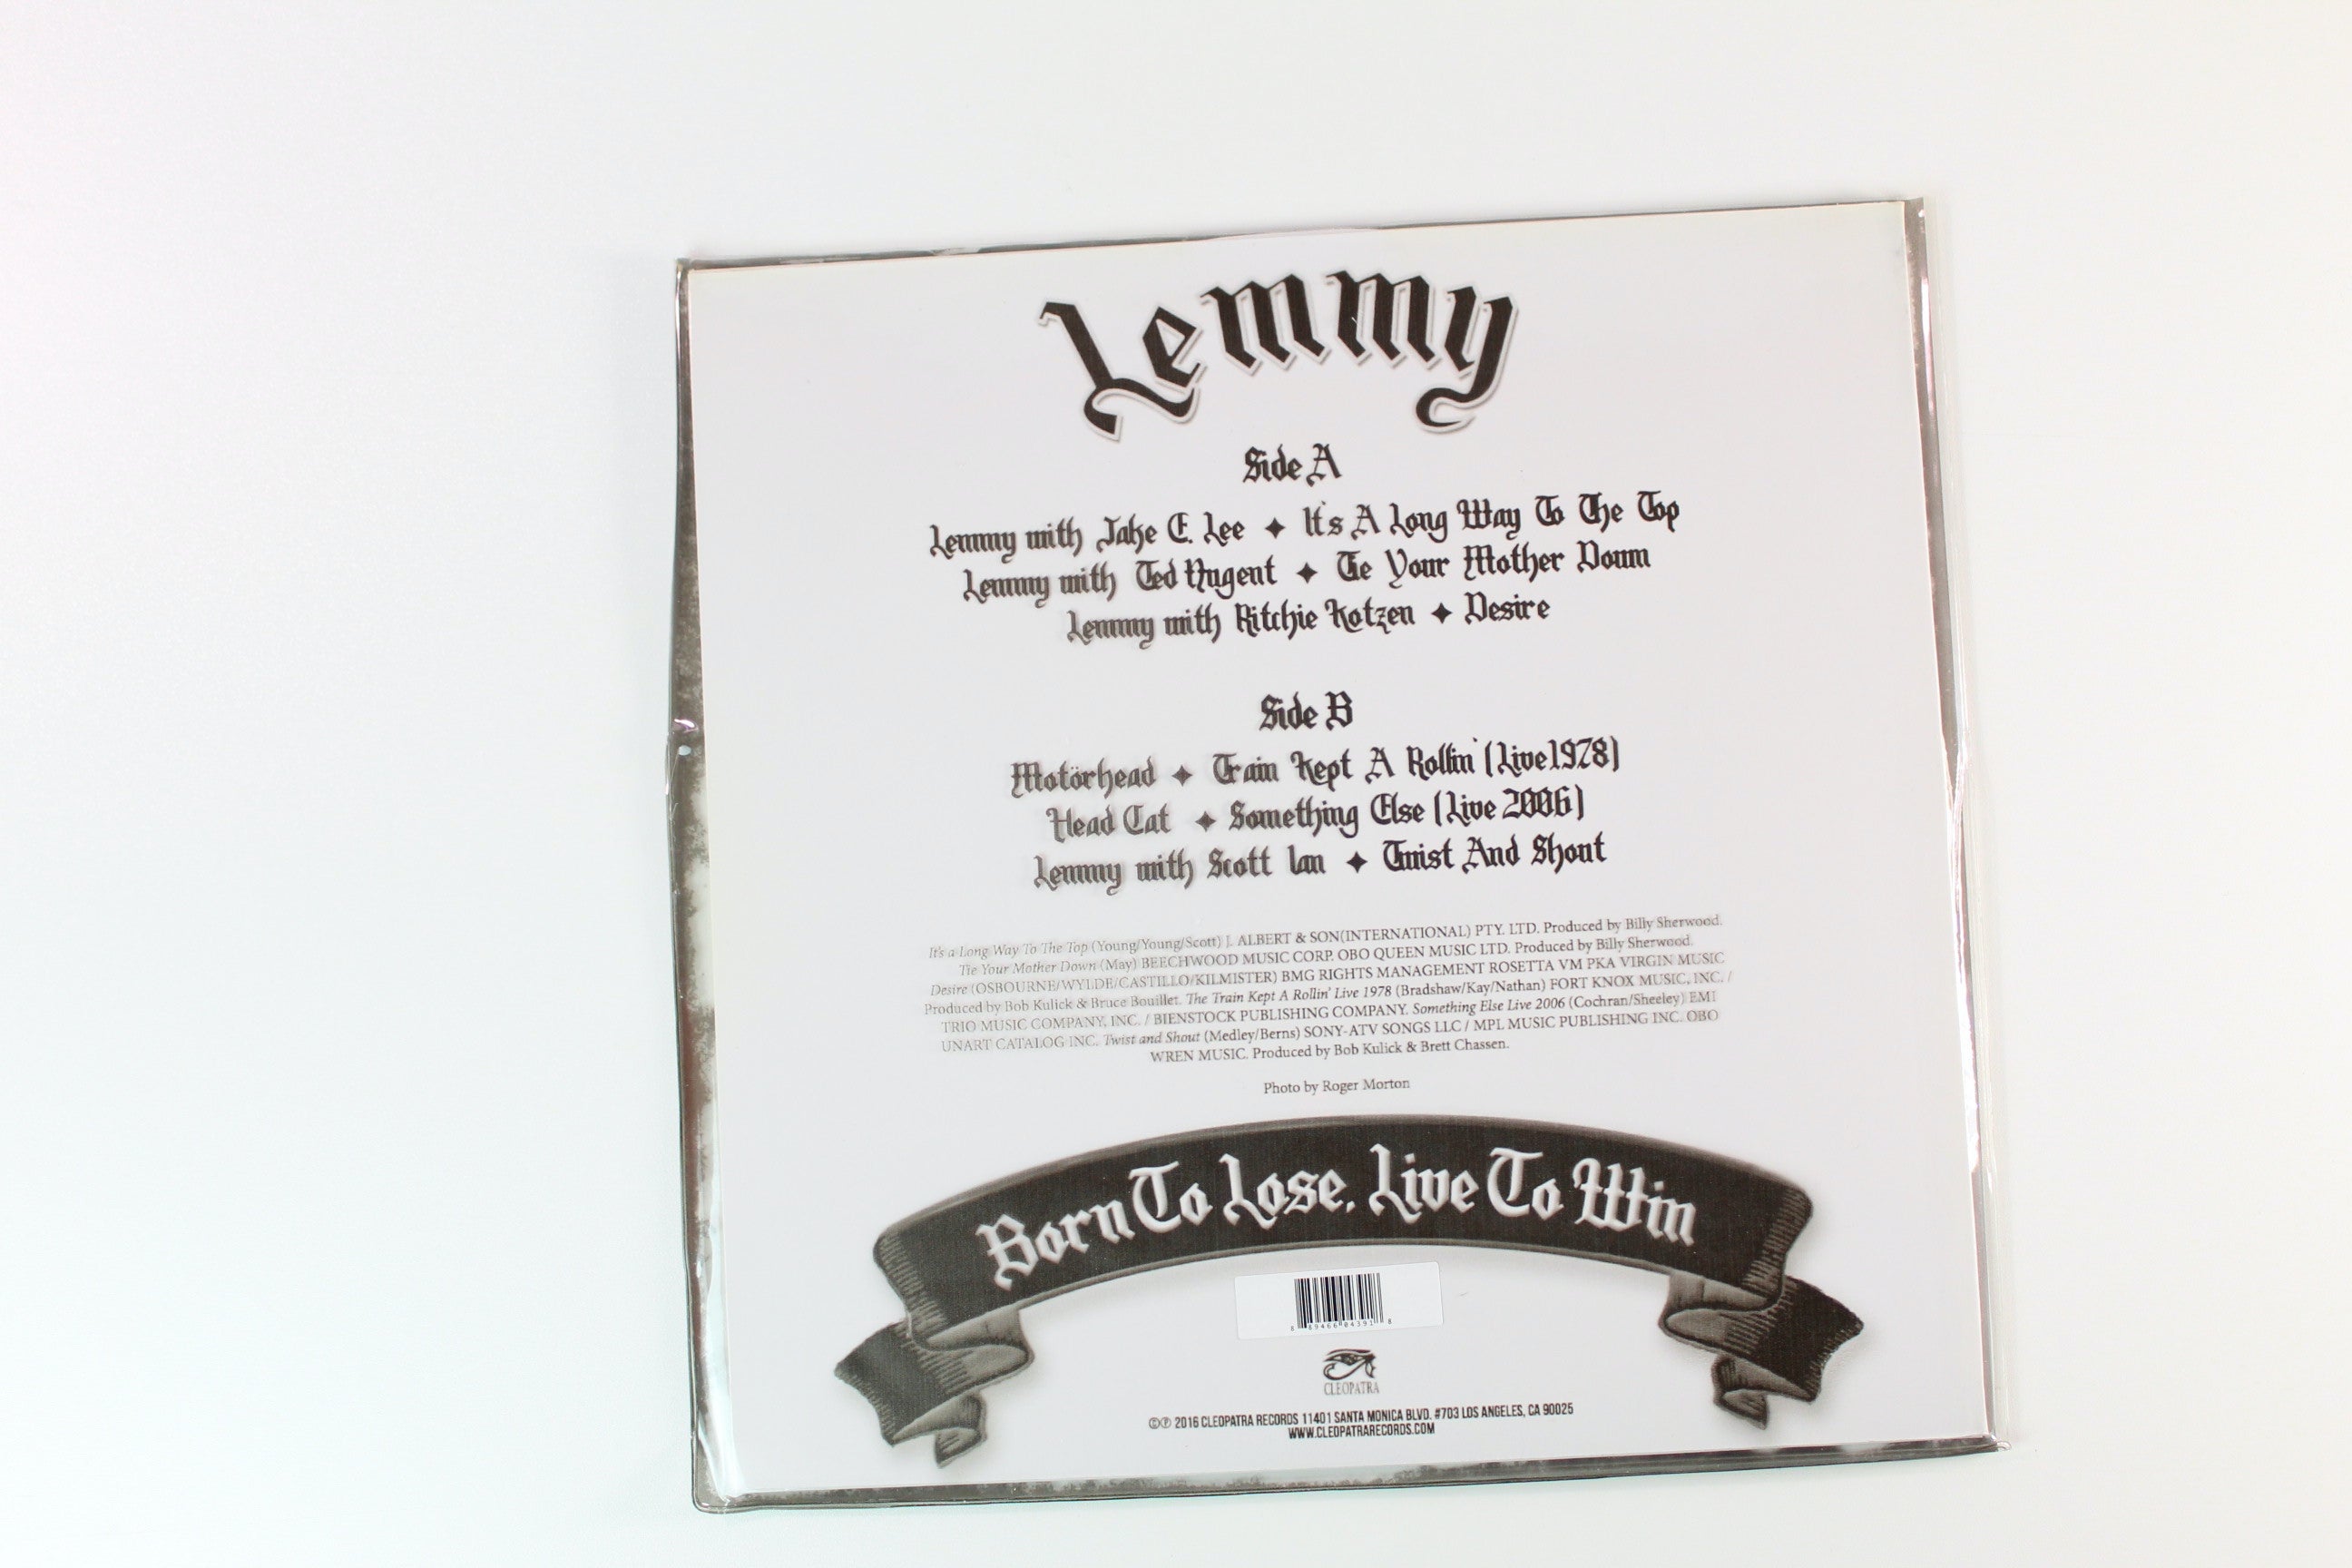 Lemmy
Side A
Lemmy with Jake E. Lee ✦ It's A Long Way To The Top
Lemmy with Ted Nugent ✦ Tie Your Mother Down
Lemmy with Ritchie Kotzen ✦ Desire
Side B
Motörhead ✦ Train Kept A Rollin' (Live1978)
Head Cat ✦ Something Else (Live 2006)
Lemmy with Scott Ian ✦ Twist And Shout
It's a Long Way To The Top (Young/Young/Scott) J. ALBERT & SON(INTERNATIONAL) PTY. LTD. Produced by Billy Sherwood.
Tie Your Mother Down (May) BEECHWOOD MUSIC CORP. OBO QUEEN MUSIC LTD. Produced by Billy Sherwood.
Desire (OSBOURNE/WYLDE/CASTILLO/KILMISTER) BMG RIGHTS MANAGEMENT ROSETTA VM PKA VIRGIN MUSIC
Produced by Bob Kulick & Bruce Bouillet. The Train Kept A Rollin' Live 1978 (Bradshaw/Kay/Nathan) FORT KNOX MUSIC, INC. /
TRIO MUSIC COMPANY, INC. / BIENSTOCK PUBLISHING COMPANY. Something Else Live 2006 (Cochran/Sheeley) EMI
UNART CATALOG INC. Twist and Shout (Medley/Berns) SONY-ATV SONGS LLC / MPL MUSIC PUBLISHING INC. OBO
WREN MUSIC. Produced by Bob Kulick & Brett Chassen.
Photo by Roger Morton
Born To Lose. Live To Win
8 89466 04391 8
CLEOPATRA
©℗ 2016 CLEOPATRA RECORDS 11401 SANTA MONICA BLVD. #703 LOS ANGELES, CA 90025
WWW.CLEOPATRARECORDS.COM